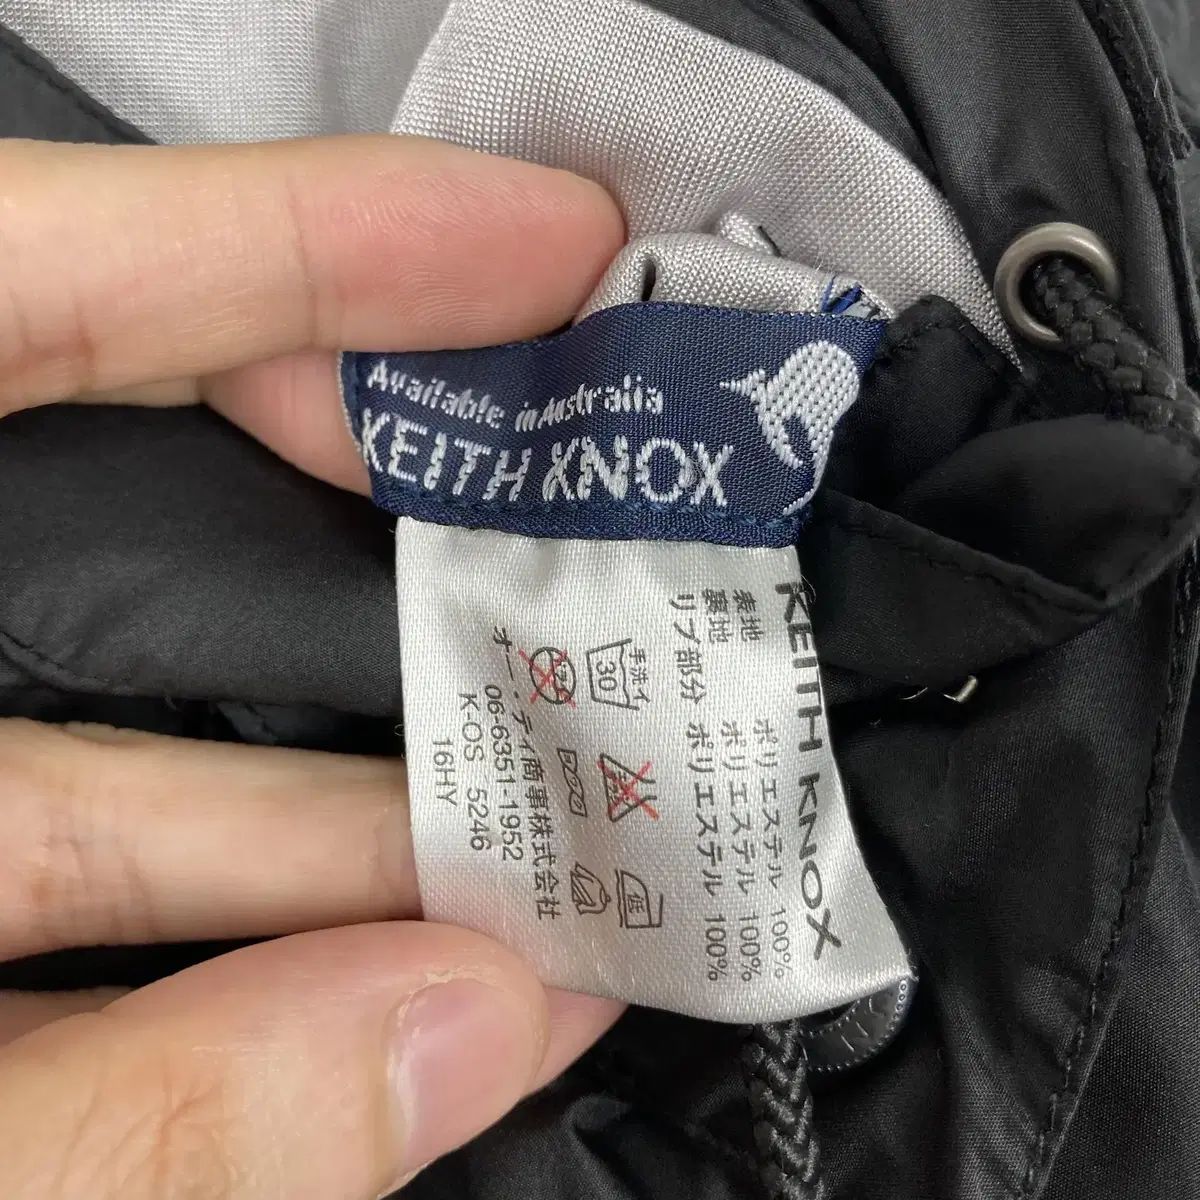 Available in Australia
KEITH KNOX
KEITH KNOX
表地 ポリエステル 100%
裏地 ポリエステル 100%
リブ部分 ポリエステル 100%
手洗イ
30
低
オー・ディ商事株式会社
06-6351-1952
K-OS 5246
16HY